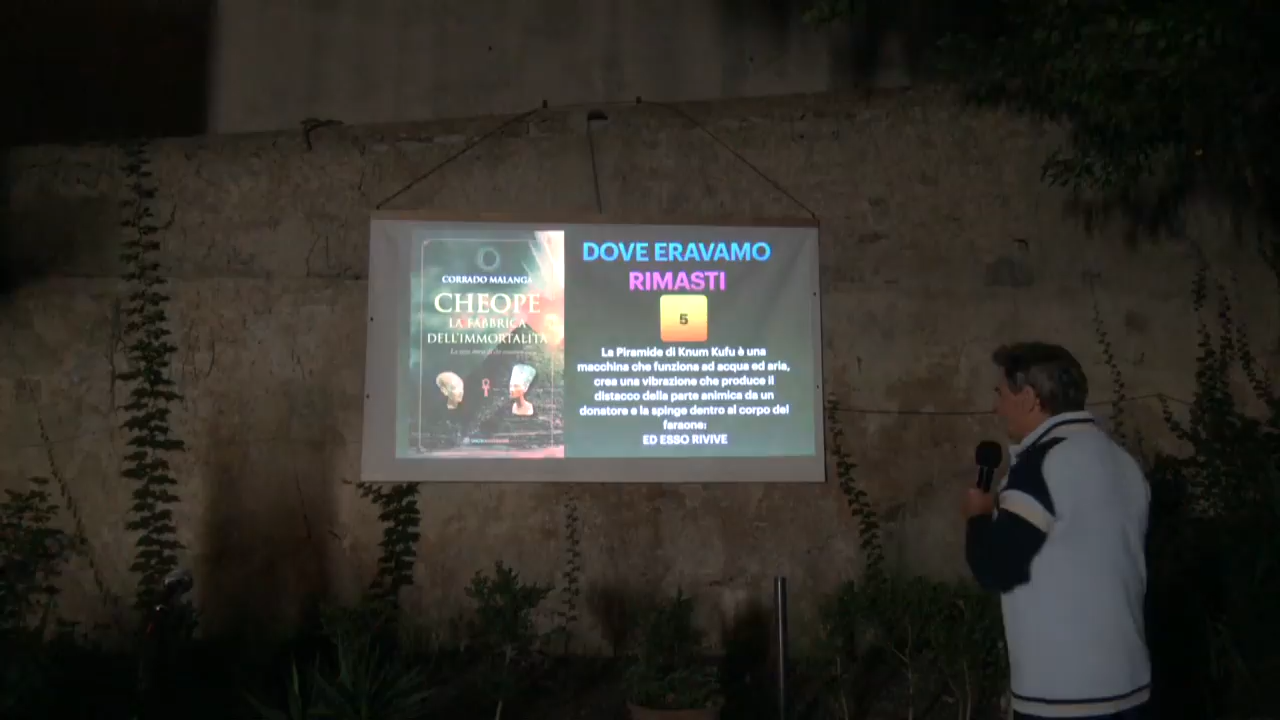 CORRADO MALANGA
CHEOPE
LA FABBRICA
DELL'IMMORTALITÀ
DOVE ERAVAMO
RIMASTI
5
La Piramide di Knum Kufu è una
macchina che funziona ad acqua ed aria,
crea una vibrazione che produce il
distacco della parte animica da un
donatore e la spinge dentro al corpo del
faraone:
ED ESSO RIVIVE